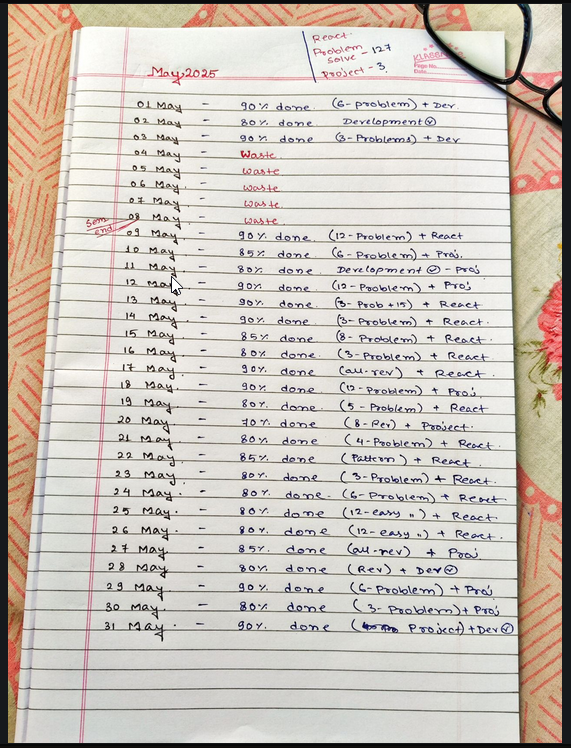 React.
Problem solve - 127
Project - 3
KLASSMATE
Page No.
Date
May 2025
01 May - 90% done. (6-problem) + Dev.
02 May - 80% done Development ✓
03 May - 90% done (3-Problems) + Dev
04 May - Waste.
05 May - waste.
06 May. - waste
07 May - waste.
08 May - waste.
Sem end
09 May - 90% done. (12-Problem) + React
10 May - 85% done. (6-Problem) + Proj.
11 May - 80% done. Development ✓ - Proj
12 May - 90% done. (12-Problem) + Proj
13 May - 90% done. (3-Prob +15) + React
14 May - 90% done. (3-Problem) + React.
15 May - 85% done (8-Problem) + React.
16 May - 80% done. (3-Problem) + React.
17 May. - 90% done. (all-rev) + React.
18 May. - 90% done. (12-Problem) + Proj
19 May - 80% done. (5-Problem) + React
20 May - 70% done (8-Rev) + Project.
21 May - 80% done (4-Problem) + React.
22 May. - 85% done (Pattern) + React.
23 May. - 80% done. (3-Problem) + React.
24 May. - 80% done. (6-Problem) + React
25 May. - 80% done (12-easy ") + React.
26 May. - 80% done (12-easy ") + React.
27 May. - 85% done (all-rev) + Proj
28 May - 80% done (Rev) + Dev ✓
29 May - 90% done (6-Problem) + Proj
30 May. - 80% done (3-Problem) + Proj
31 May. - 90% done (Project) + Dev ✓